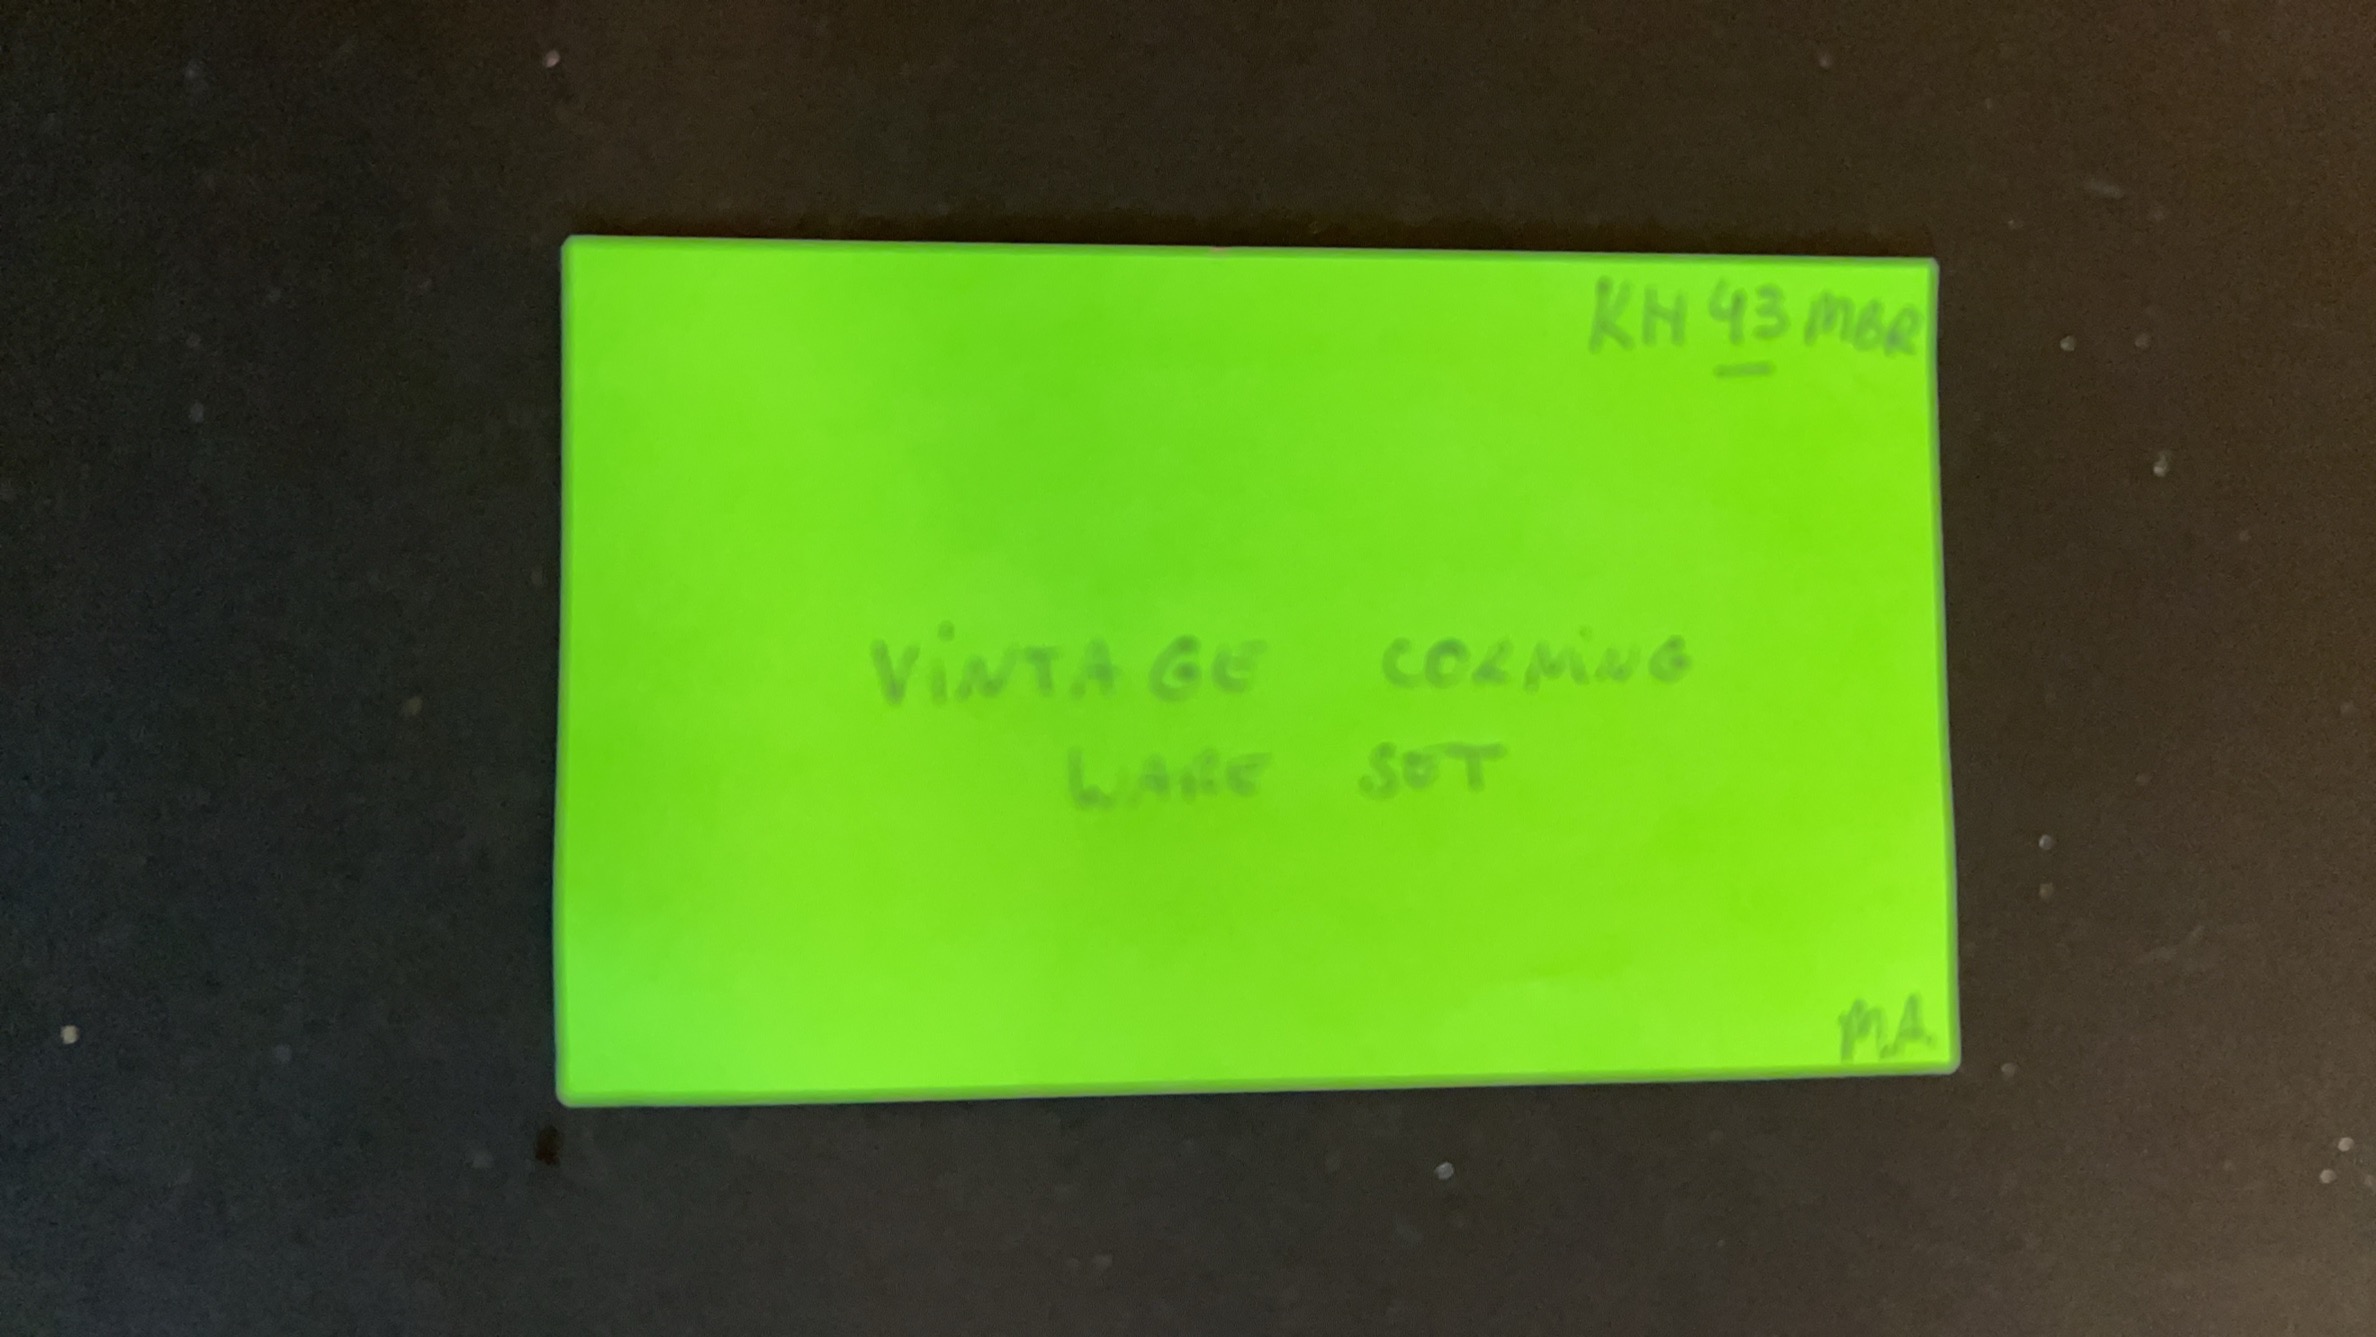 KH 43 MBR
ViNTAGE CORNiNG
WARE SET
M.A.